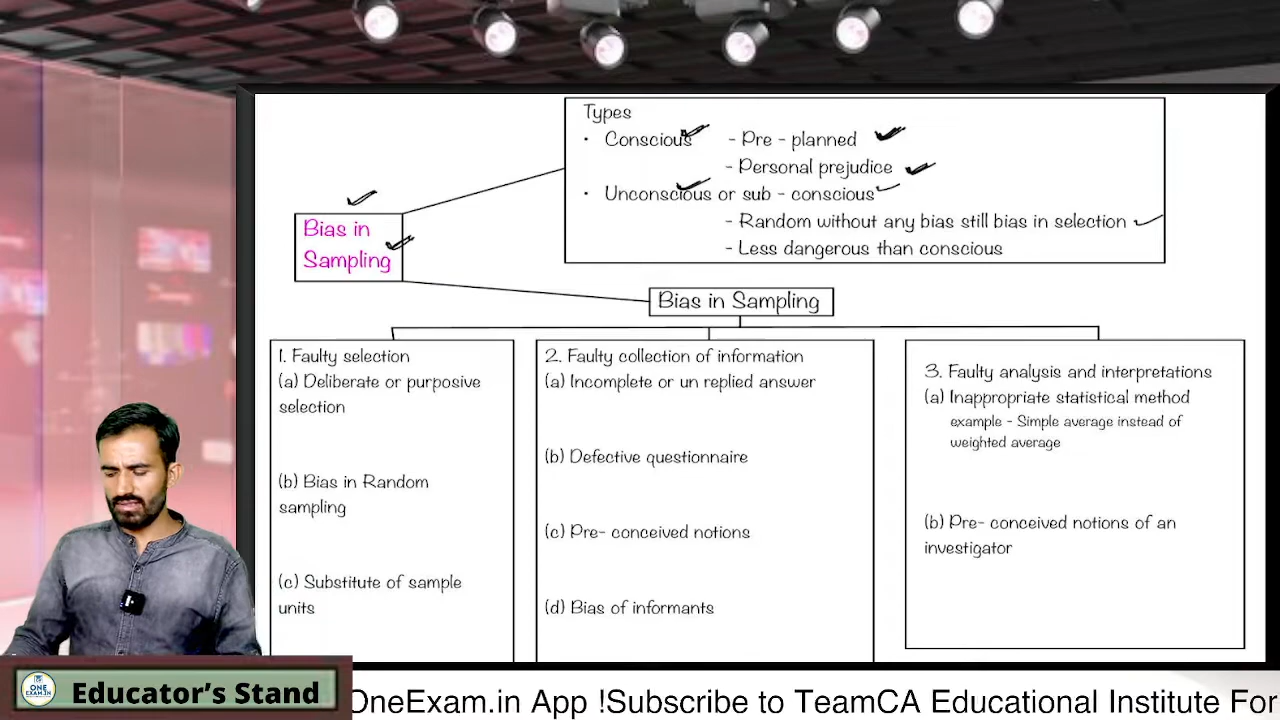 Types
· Conscious - Pre - planned
- Personal prejudice
· Unconscious or sub - conscious
- Random without any bias still bias in selection
- Less dangerous than conscious
Bias in
Sampling
Bias in Sampling
1. Faulty selection
(a) Deliberate or purposive
selection
(b) Bias in Random
sampling
(c) Substitute of sample
units
2. Faulty collection of information
(a) Incomplete or un replied answer
(b) Defective questionnaire
(c) Pre- conceived notions
(d) Bias of informants
3. Faulty analysis and interpretations
(a) Inappropriate statistical method
example - Simple average instead of
weighted average
(b) Pre- conceived notions of an
investigator
ONE
EXAM.IN
Educator's Stand
OneExam.in App !Subscribe to TeamCA Educational Institute For